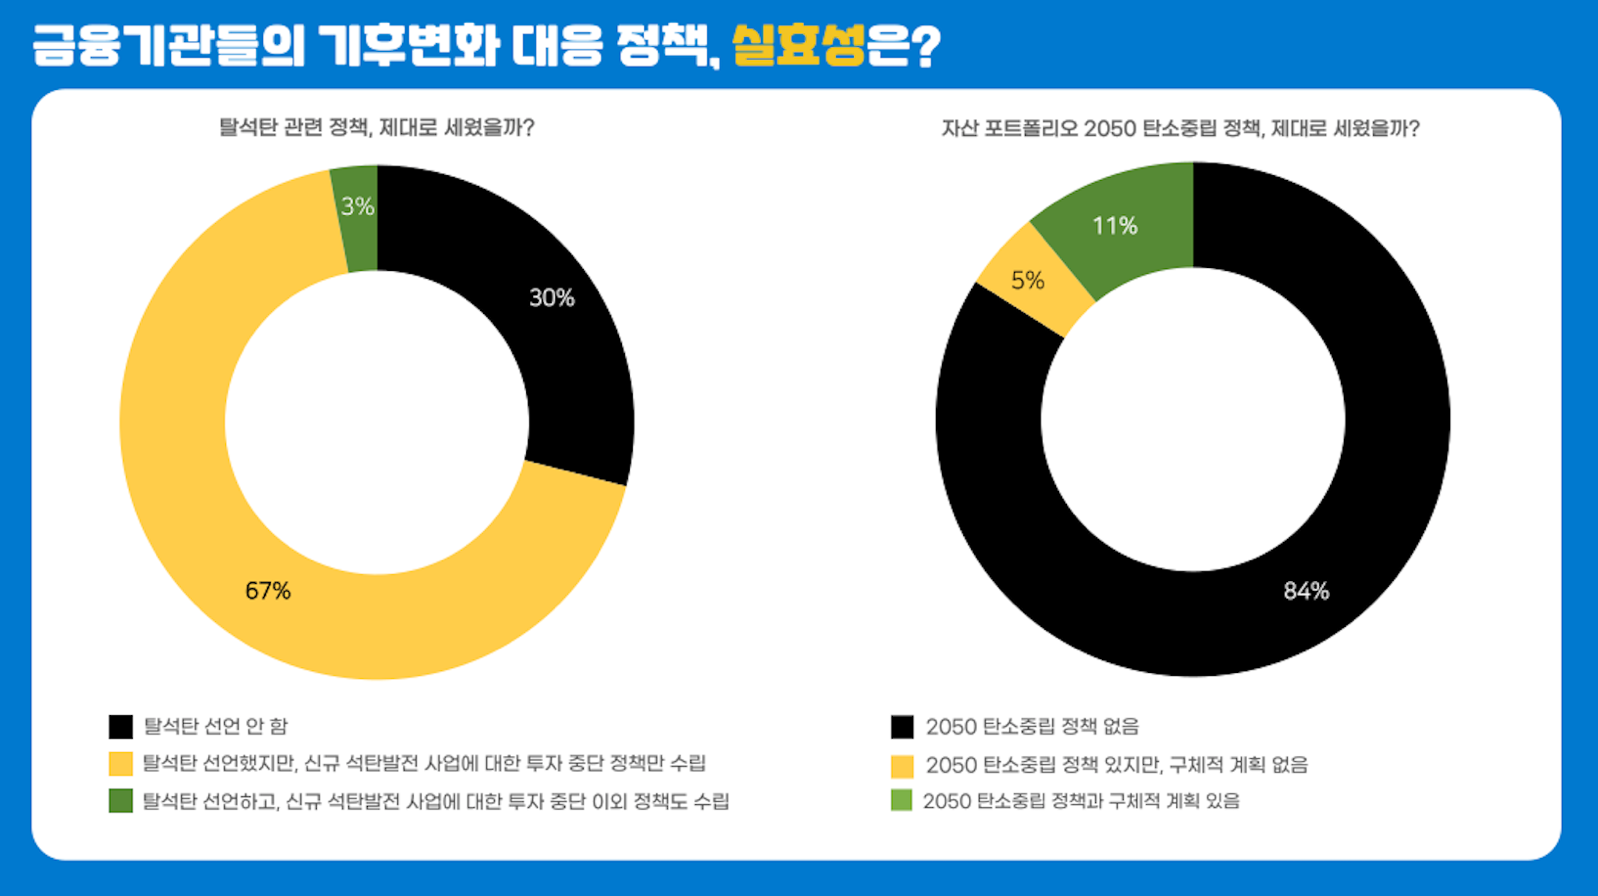 금융기관들의 기후변화 대응 정책, 실효성은?
탈석탄 관련 정책, 제대로 세웠을까?
3%
30%
67%
탈석탄 선언 안 함
탈석탄 선언했지만, 신규 석탄발전 사업에 대한 투자 중단 정책만 수립
탈석탄 선언하고, 신규 석탄발전 사업에 대한 투자 중단 이외 정책도 수립
자산 포트폴리오 2050 탄소중립 정책, 제대로 세웠을까?
11%
5%
84%
2050 탄소중립 정책 없음
2050 탄소중립 정책 있지만, 구체적 계획 없음
2050 탄소중립 정책과 구체적 계획 있음